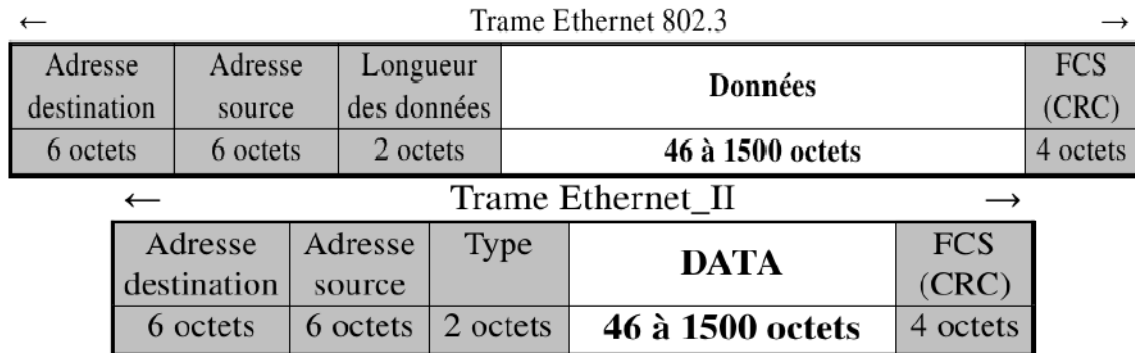 ← Trame Ethernet 802.3 →
Adresse destination
Adresse source
Longueur des données
Données
FCS (CRC)
6 octets 6 octets 2 octets 46 à 1500 octets 4 octets
← Trame Ethernet_II →
Adresse destination
Adresse source
Type
DATA
FCS (CRC)
6 octets 6 octets 2 octets 46 à 1500 octets 4 octets